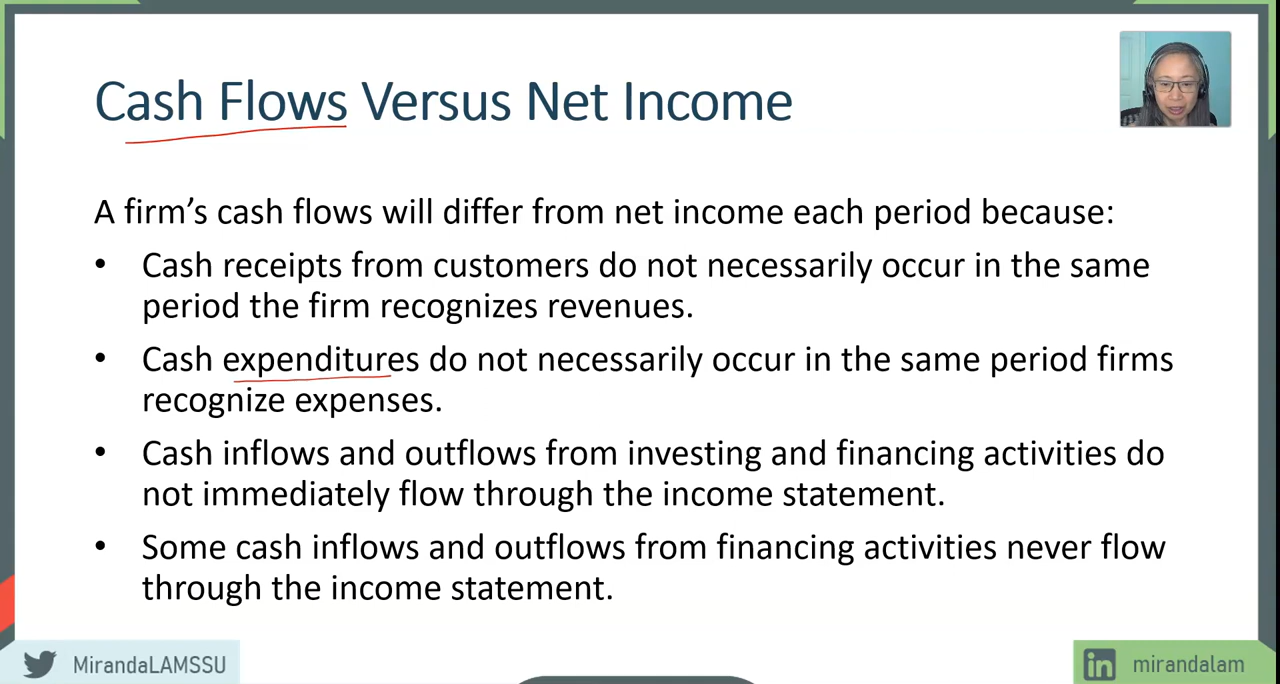 Cash Flows Versus Net Income
A firm’s cash flows will differ from net income each period because:
• Cash receipts from customers do not necessarily occur in the same
period the firm recognizes revenues.
• Cash expenditures do not necessarily occur in the same period firms
recognize expenses.
• Cash inflows and outflows from investing and financing activities do
not immediately flow through the income statement.
• Some cash inflows and outflows from financing activities never flow
through the income statement.
MirandaLAMSSU
in mirandalam